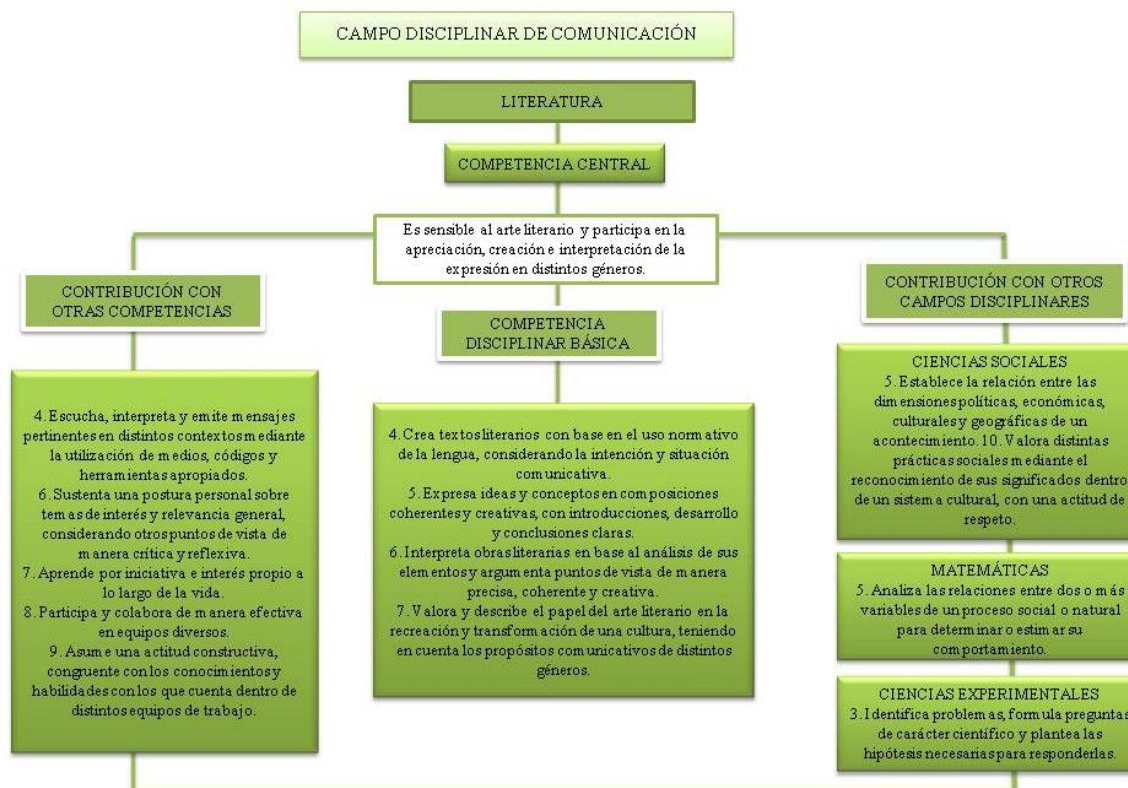 CAMPO DISCIPLINAR DE COMUNICACIÓN
LITERATURA
COMPETENCIA CENTRAL
Es sensible al arte literario y participa en la
apreciación, creación e interpretación de la
expresión en distintos géneros.
CONTRIBUCIÓN CON
OTRAS COMPETENCIAS
4. Escucha, interpreta y emite mensajes
pertinentes en distintos contextos mediante
la utilización de medios, códigos y
herramientas apropiados.
6. Sustenta una postura personal sobre
temas de interés y relevancia general,
considerando otros puntos de vista de
manera crítica y reflexiva.
7. Aprende por iniciativa e interés propio a
lo largo de la vida.
8. Participa y colabora de manera efectiva
en equipos diversos.
9. Asume una actitud constructiva,
congruente con los conocimientos y
habilidades con los que cuenta dentro de
distintos equipos de trabajo.
COMPETENCIA
DISCIPLINAR BÁSICA
4. Crea textos literarios con base en el uso normativo
de la lengua, considerando la intención y situación
comunicativa.
5. Expresa ideas y conceptos en composiciones
coherentes y creativas, con introducciones, desarrollo
y conclusiones claras.
6. Interpreta obras literarias en base al análisis de sus
elementos y argumenta puntos de vista de manera
precisa, coherente y creativa.
7. Valora y describe el papel del arte literario en la
recreación y transformación de una cultura, teniendo
en cuenta los propósitos comunicativos de distintos
géneros.
CONTRIBUCIÓN CON OTROS
CAMPOS DISCIPLINARES
CIENCIAS SOCIALES
5. Establece la relación entre las
dimensiones políticas, económicas,
culturales y geográficas de un
acontecimiento. 10. Valora distintas
prácticas sociales mediante el
reconocimiento de sus significados dentro
de un sistema cultural, con una actitud de
respeto.
MATEMÁTICAS
5. Analiza las relaciones entre dos o más
variables de un proceso social o natural
para determinar o estimar su
comportamiento.
CIENCIAS EXPERIMENTALES
3. Identifica problemas, formula preguntas
de carácter científico y plantea las
hipótesis necesarias para responderlas.